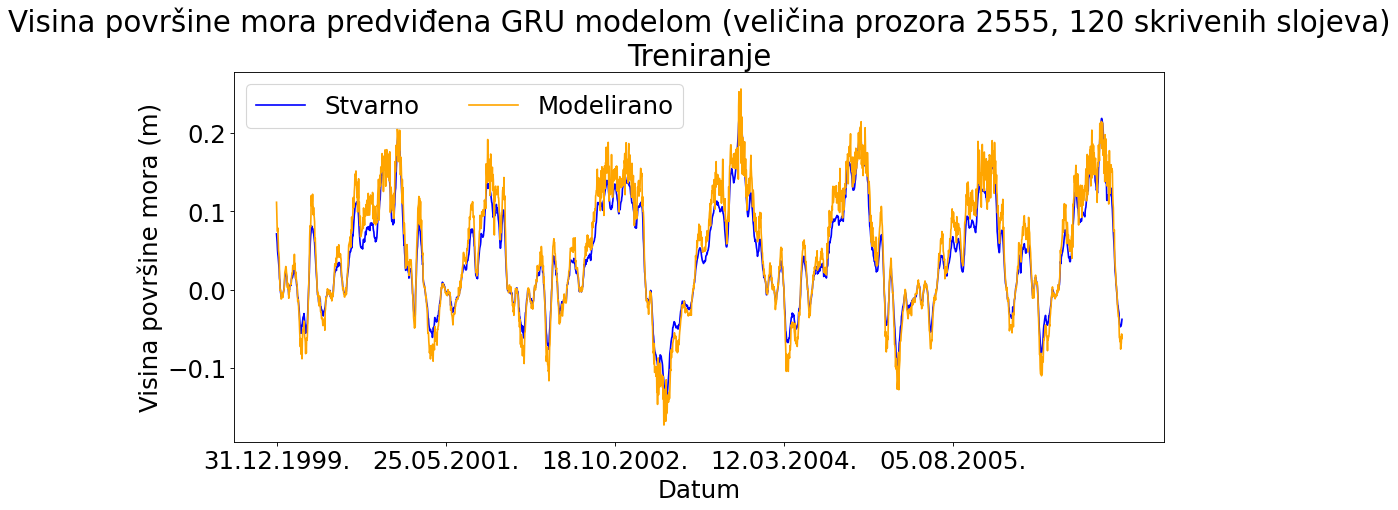 Visina površine mora predviđena GRU modelom (veličina prozora 2555, 120 skrivenih slojeva)
Treniranje
Stvarno
Modelirano
Visina površine mora (m)
0.2
0.1
0.0
−0.1
31.12.1999.
25.05.2001.
18.10.2002.
12.03.2004.
05.08.2005.
Datum